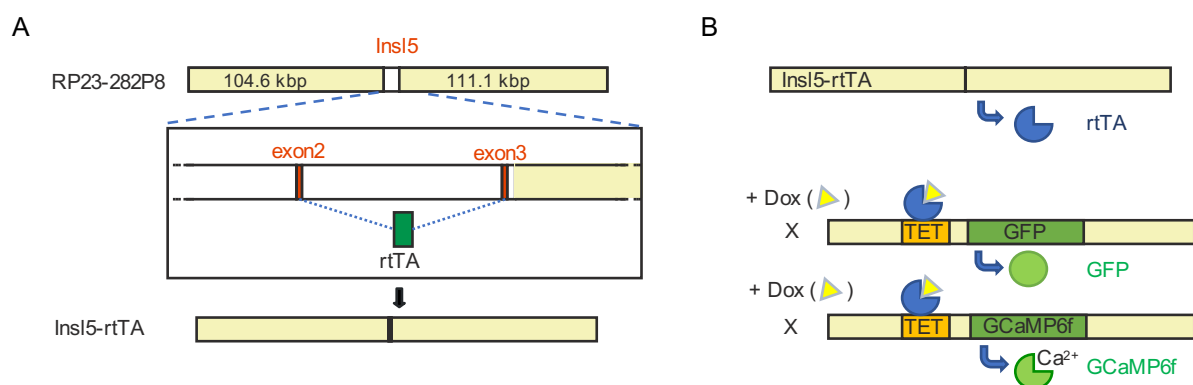 A
Insl5
RP23-282P8
104.6 kbp
111.1 kbp
exon2
exon3
rtTA
Insl5-rtTA
B
Insl5-rtTA
rtTA
+ Dox ( )
X
TET
GFP
GFP
+ Dox ( )
X
TET
GCaMP6f
Ca²⁺
GCaMP6f